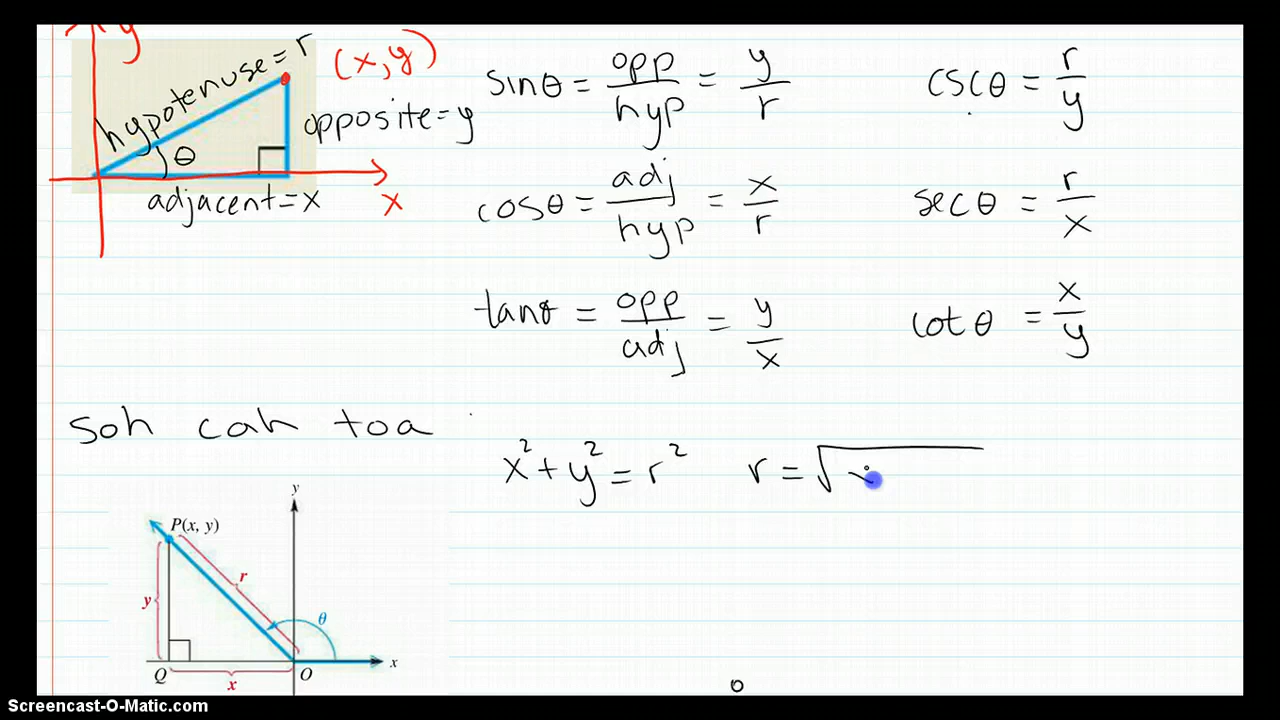 y
hypotenuse = r
(x, y)
opposite = y
θ
adjacent = x
x
sinθ = opp/hyp = y/r
cscθ = r/y
cosθ = adj/hyp = x/r
secθ = r/x
tanθ = opp/adj = y/x
cot θ = x/y
soh cah toa
x² + y² = r² r = √
y
P(x, y)
r
y
θ
Q
x
O
x
Screencast-O-Matic.com